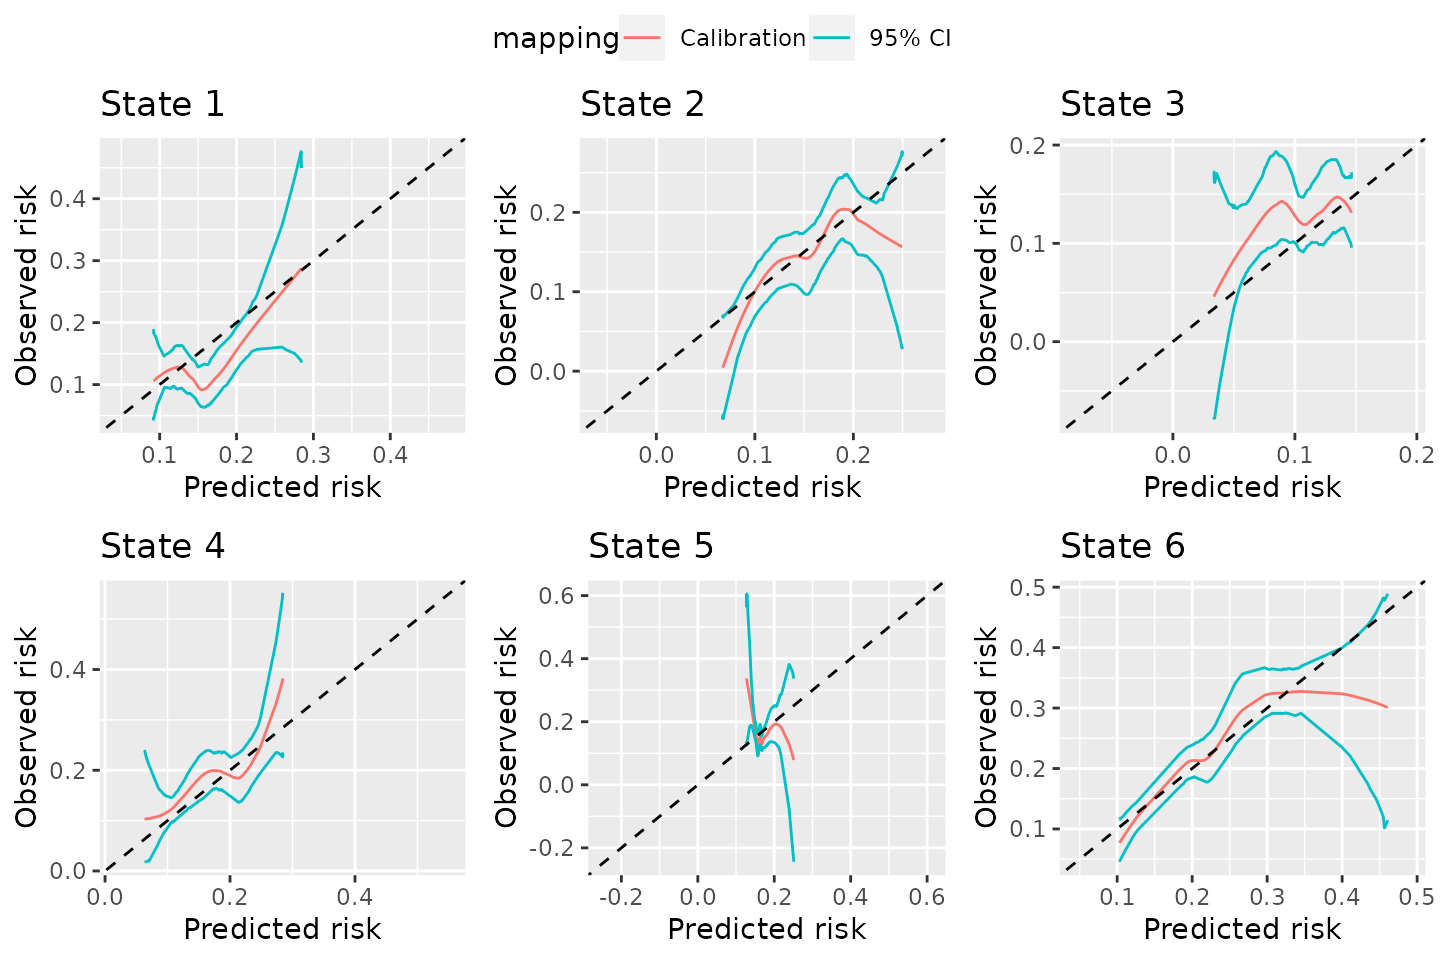 mapping Calibration 95% CI
State 1 State 2 State 3
Observed risk
0.4
0.3
0.2
0.1
0.1 0.2 0.3 0.4
Predicted risk
Observed risk
0.2
0.1
0.0
0.0 0.1 0.2
Predicted risk
Observed risk
0.2
0.1
0.0
0.0 0.1 0.2
Predicted risk
State 4 State 5 State 6
Observed risk
0.4
0.2
0.0
0.0 0.2 0.4
Predicted risk
Observed risk
0.6
0.4
0.2
0.0
-0.2
-0.2 0.0 0.2 0.4 0.6
Predicted risk
Observed risk
0.5
0.4
0.3
0.2
0.1
0.1 0.2 0.3 0.4 0.5
Predicted risk